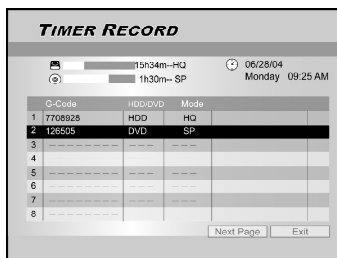 TIMER RECORD
15h34m--HQ 06/28/04
1h30m-- SP Monday 09:25 AM
G-Code HDD/DVD Mode
1 7708928 HDD HQ
2 126505 DVD SP
3 -------- --- ---
4 -------- --- ---
5 -------- --- ---
6 -------- --- ---
7 -------- --- ---
8 -------- --- ---
Next Page Exit